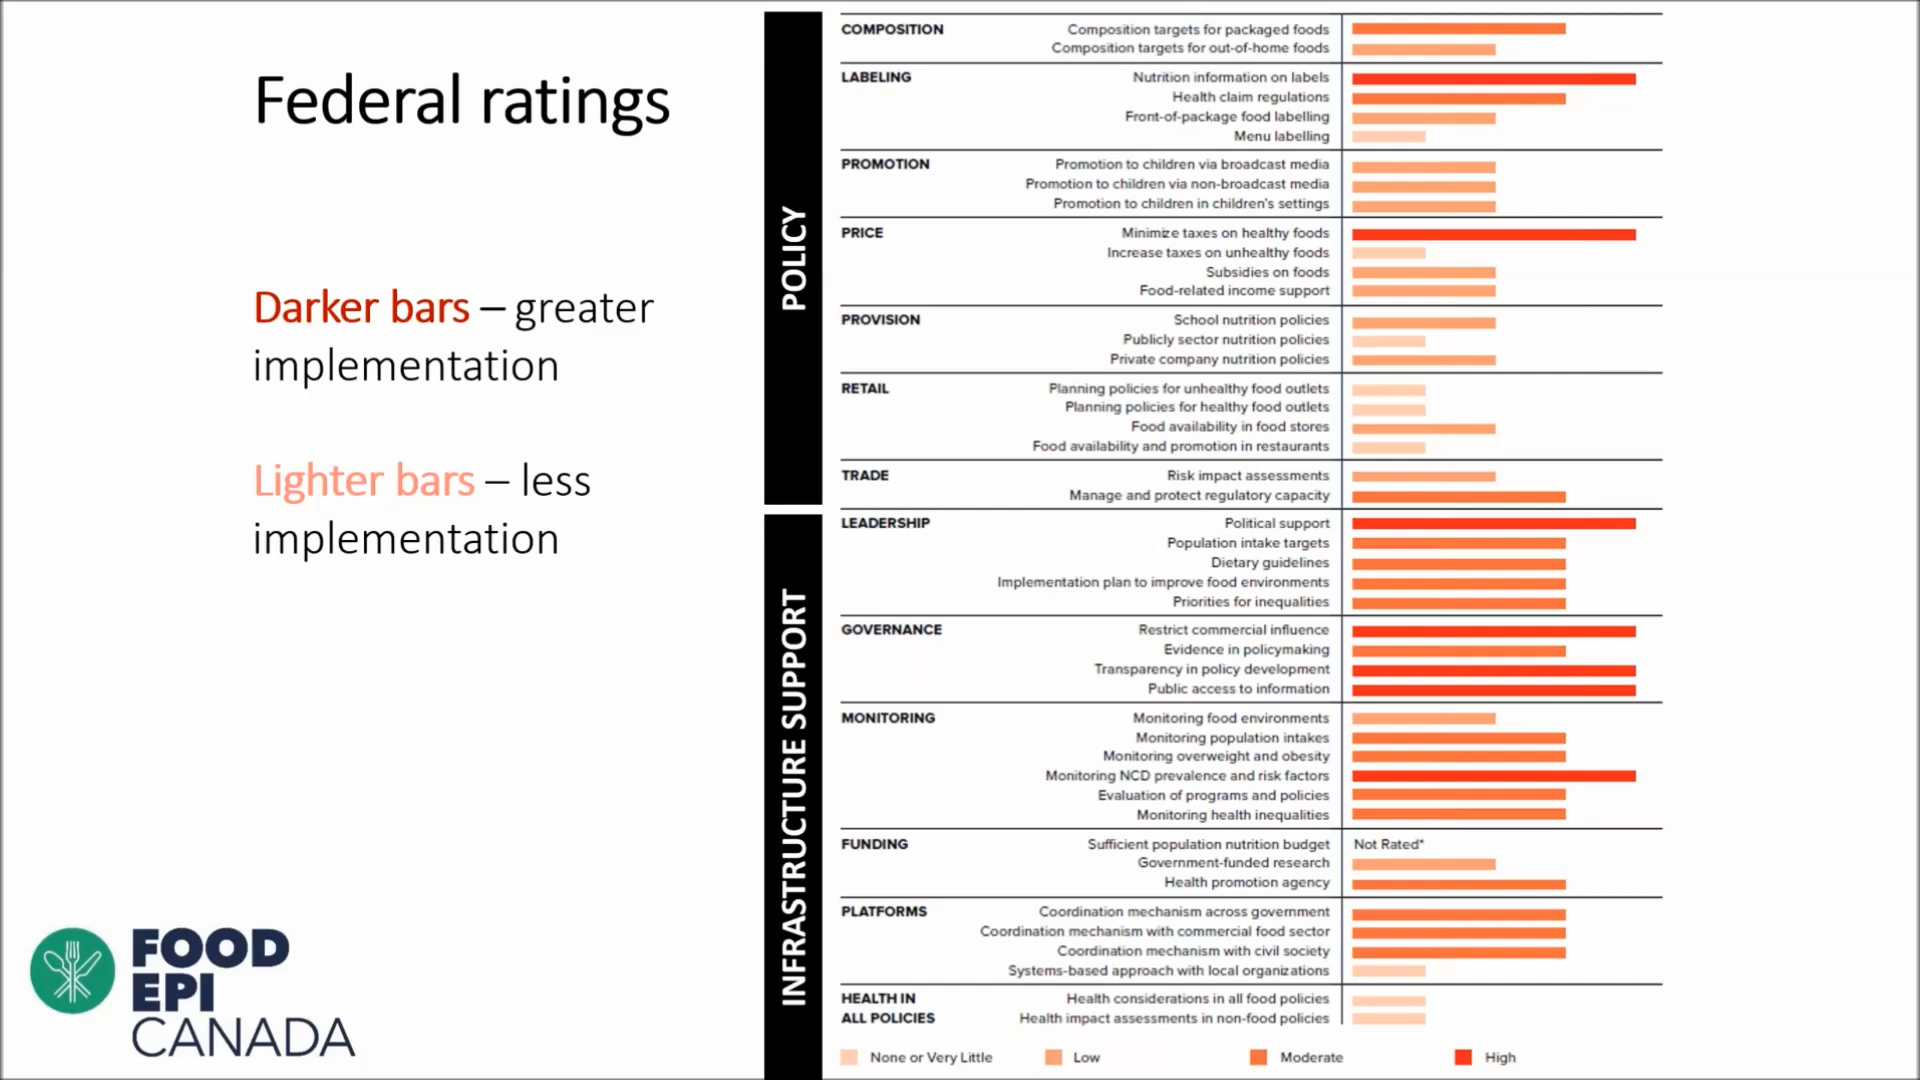 Federal ratings
Darker bars – greater
implementation
Lighter bars – less
implementation
FOOD
EPI
CANADA
POLICY
INFRASTRUCTURE SUPPORT
COMPOSITION
Composition targets for packaged foods
Composition targets for out-of-home foods
LABELING
Nutrition information on labels
Health claim regulations
Front-of-package food labelling
Menu labelling
PROMOTION
Promotion to children via broadcast media
Promotion to children via non-broadcast media
Promotion to children in children's settings
PRICE
Minimize taxes on healthy foods
Increase taxes on unhealthy foods
Subsidies on foods
Food-related income support
PROVISION
School nutrition policies
Publicly sector nutrition policies
Private company nutrition policies
RETAIL
Planning policies for unhealthy food outlets
Planning policies for healthy food outlets
Food availability in food stores
Food availability and promotion in restaurants
TRADE
Risk impact assessments
Manage and protect regulatory capacity
LEADERSHIP
Political support
Population intake targets
Dietary guidelines
Implementation plan to improve food environments
Priorities for inequalities
GOVERNANCE
Restrict commercial influence
Evidence in policymaking
Transparency in policy development
Public access to information
MONITORING
Monitoring food environments
Monitoring population intakes
Monitoring overweight and obesity
Monitoring NCD prevalence and risk factors
Evaluation of programs and policies
Monitoring health inequalities
FUNDING
Sufficient population nutrition budget Not Rated*
Government-funded research
Health promotion agency
PLATFORMS
Coordination mechanism across government
Coordination mechanism with commercial food sector
Coordination mechanism with civil society
Systems-based approach with local organizations
HEALTH IN
ALL POLICIES
Health considerations in all food policies
Health impact assessments in non-food policies
None or Very Little Low Moderate High